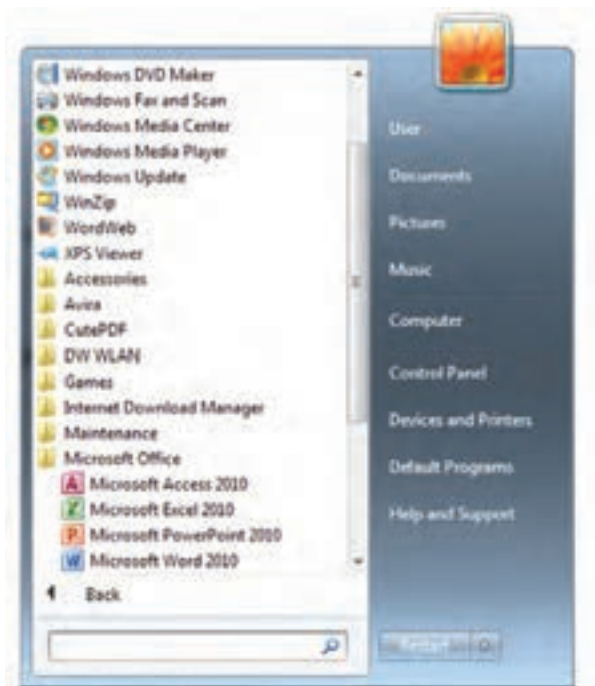 Windows DVD Maker
Windows Fax and Scan
Windows Media Center
Windows Media Player
Windows Update
WinZip
WordWeb
XPS Viewer
Accessories
Avira
CutePDF
DW WLAN
Games
Internet Download Manager
Maintenance
Microsoft Office
Microsoft Access 2010
Microsoft Excel 2010
Microsoft PowerPoint 2010
Microsoft Word 2010
Back
User
Documents
Pictures
Music
Computer
Control Panel
Devices and Printers
Default Programs
Help and Support
Restart